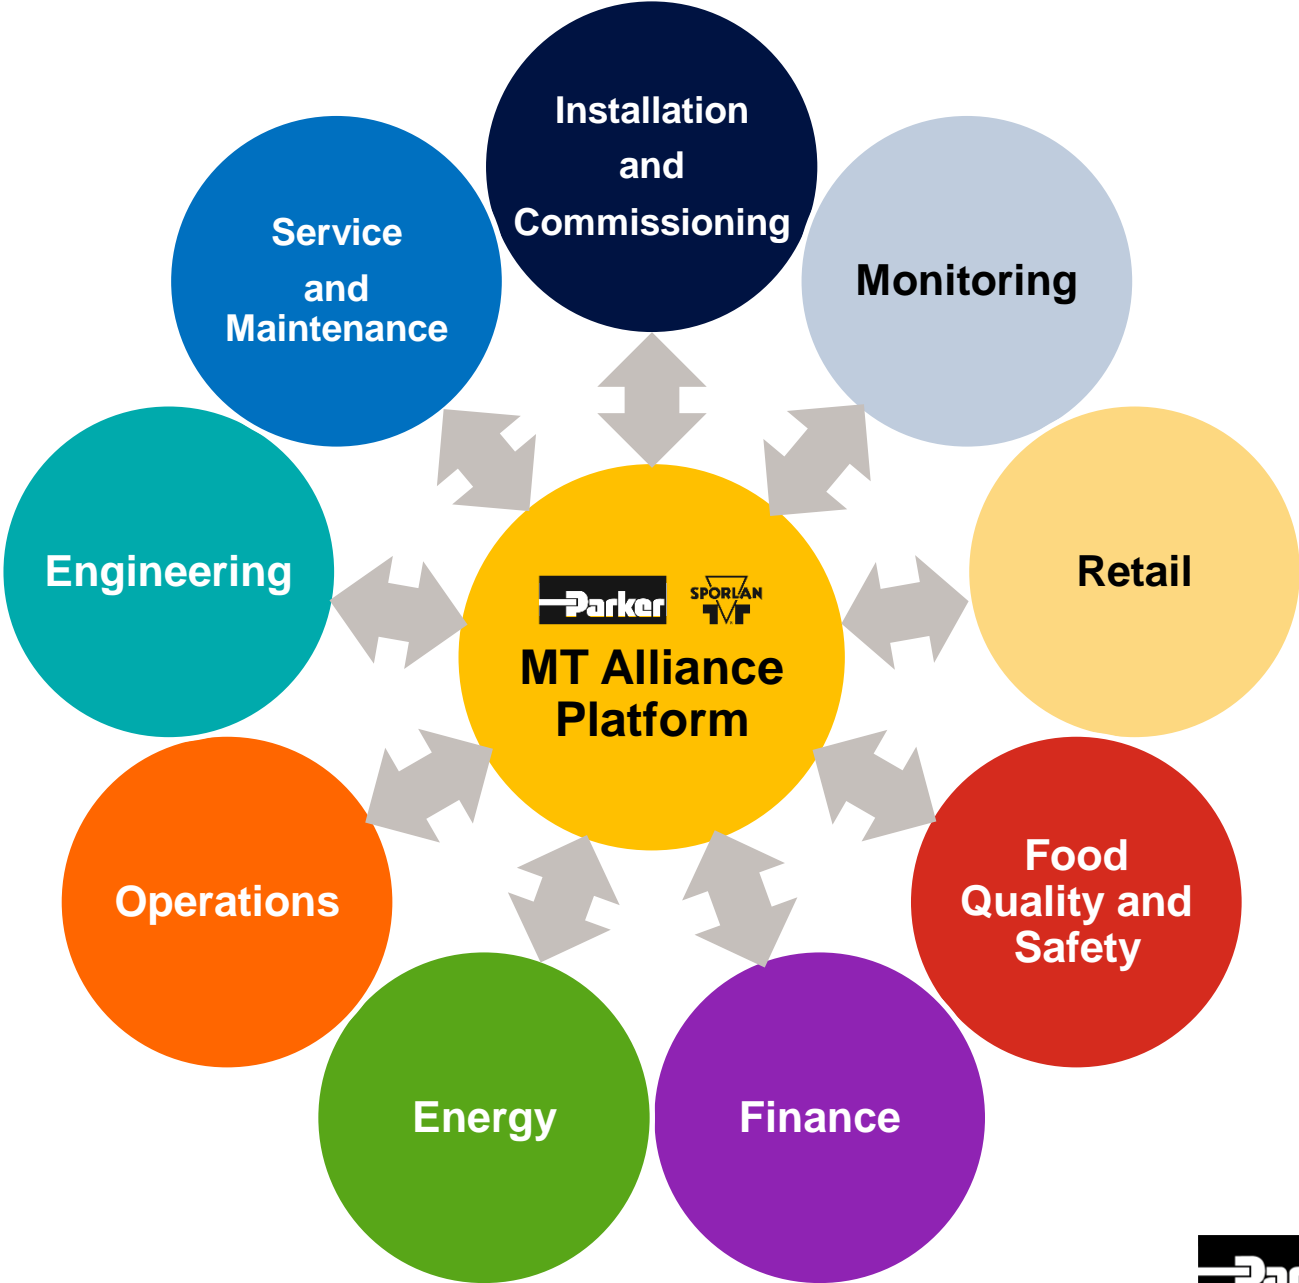 Installation
and
Commissioning
Service
and
Maintenance
Monitoring
Engineering
Retail
Parker
SPORLAN
MT Alliance
Platform
Operations
Food
Quality and
Safety
Energy
Finance